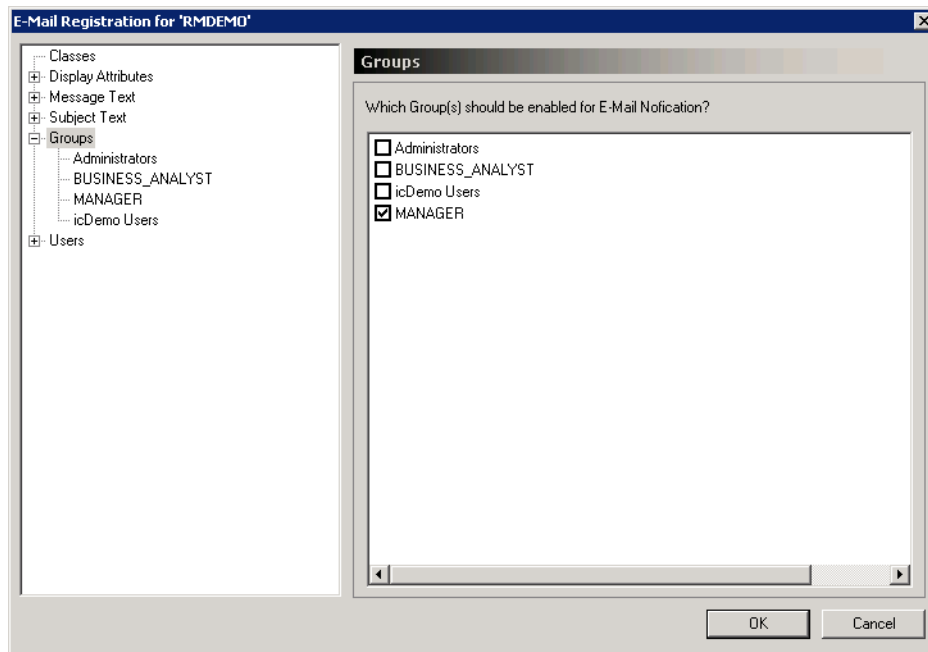 E-Mail Registration for 'RMDEMO'
Classes
Display Attributes
Message Text
Subject Text
Groups
Administrators
BUSINESS_ANALYST
MANAGER
icDemo Users
Users
Groups
Which Group(s) should be enabled for E-Mail Nofication?
Administrators
BUSINESS_ANALYST
icDemo Users
MANAGER
OK
Cancel